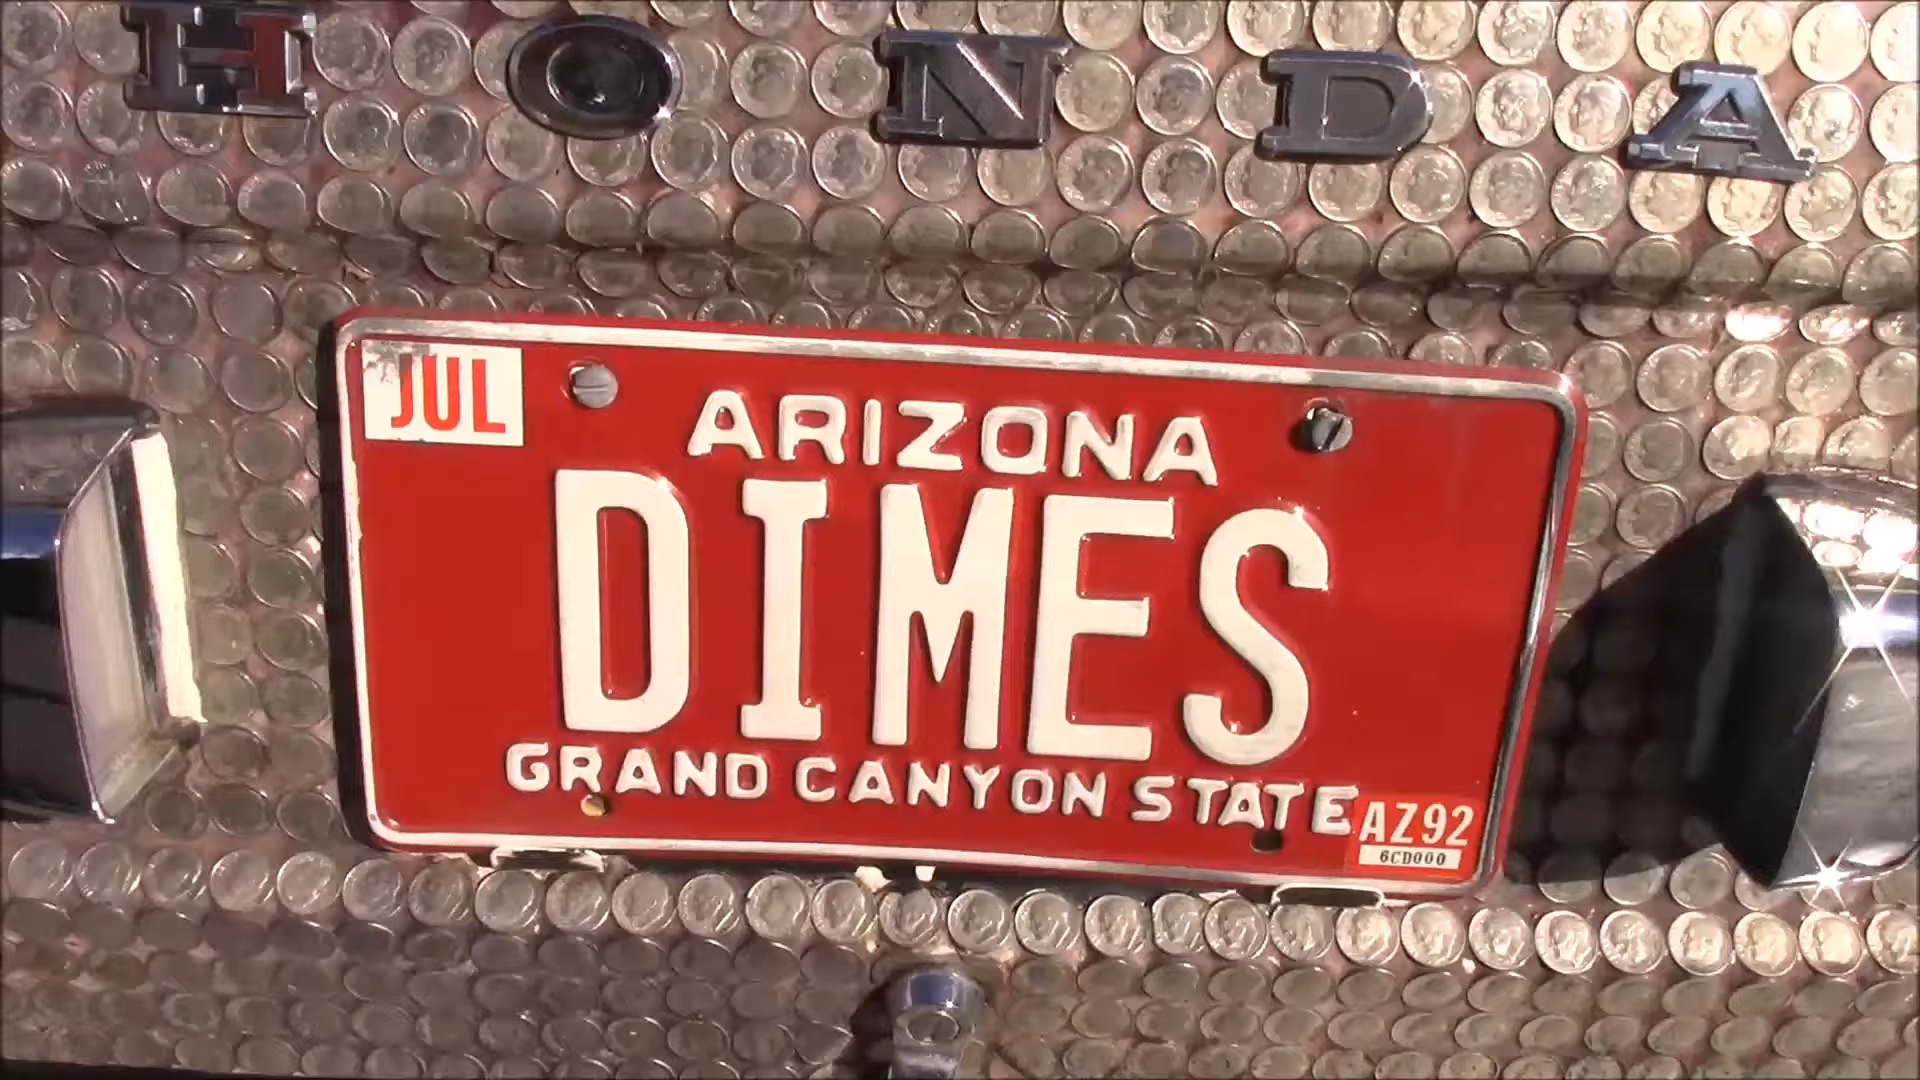 HONDA
JUL
ARIZONA
DIMES
GRAND CANYON STATE
AZ92
6CD000